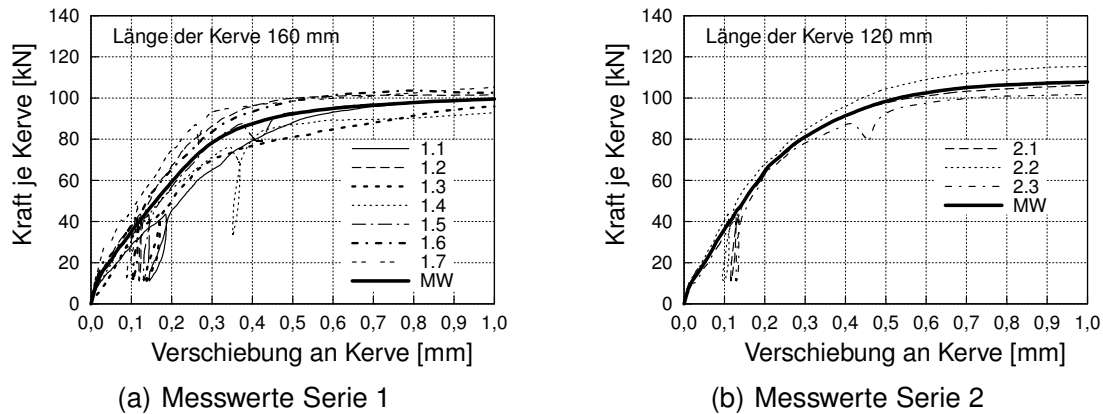 Länge der Kerve 160 mm
Kraft je Kerve [kN]
140
120
100
80
60
40
20
0
0,0 0,1 0,2 0,3 0,4 0,5 0,6 0,7 0,8 0,9 1,0
Verschiebung an Kerve [mm]
1.1
1.2
1.3
1.4
1.5
1.6
1.7
MW
(a) Messwerte Serie 1
Länge der Kerve 120 mm
Kraft je Kerve [kN]
140
120
100
80
60
40
20
0
0,0 0,1 0,2 0,3 0,4 0,5 0,6 0,7 0,8 0,9 1,0
Verschiebung an Kerve [mm]
2.1
2.2
2.3
MW
(b) Messwerte Serie 2